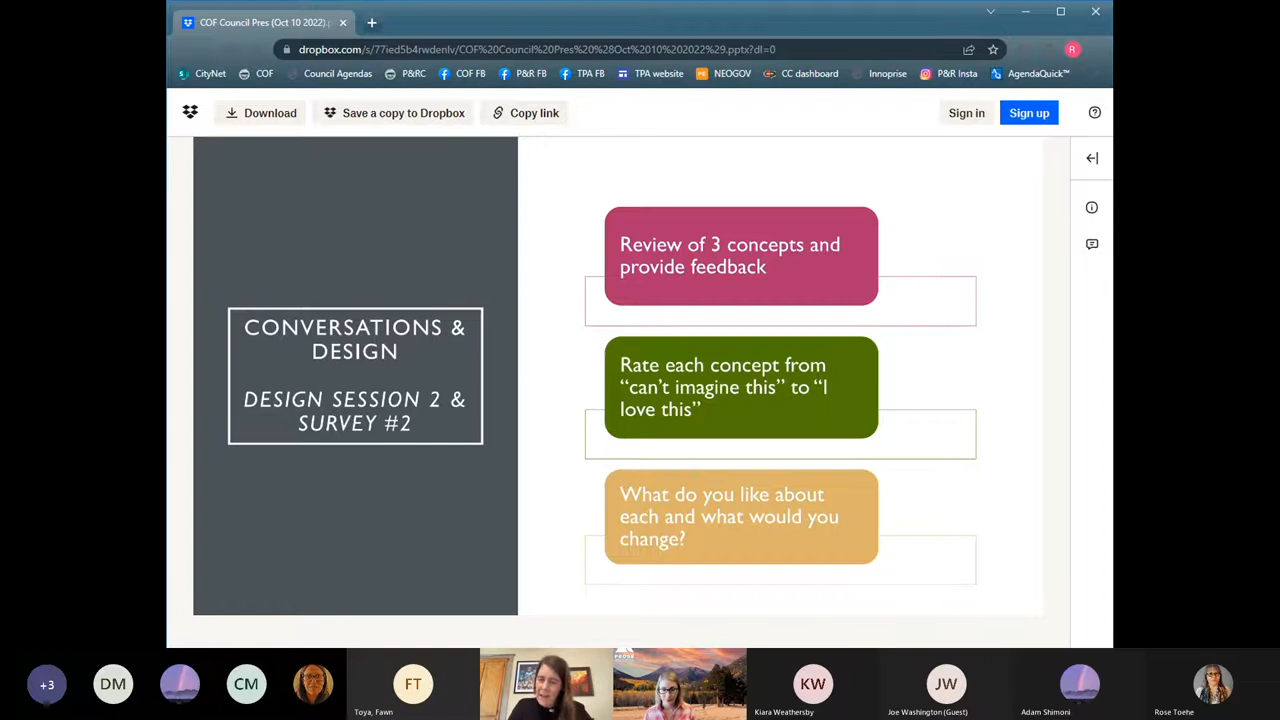 COF Council Pres (Oct 10 2022).p
dropbox.com/s/77ied5b4rwdenlv/COF%20Council%20Pres%20%28Oct%2010%202022%29.pptx?dl=0
R
CityNet COF Council Agendas P&RC COF FB P&R FB TPA FB TPA website NEOGOV CC dashboard Innoprise P&R Insta AgendaQuick™
Download Save a copy to Dropbox Copy link Sign in Sign up
CONVERSATIONS &
DESIGN
DESIGN SESSION 2 &
SURVEY #2
Review of 3 concepts and
provide feedback
Rate each concept from
“can’t imagine this” to “I
love this”
What do you like about
each and what would you
change?
+3 DM CM FT KW JW
Toya, Fawn Kiara Weathersby Joe Washington (Guest) Adam Shimoni Rose Toehe